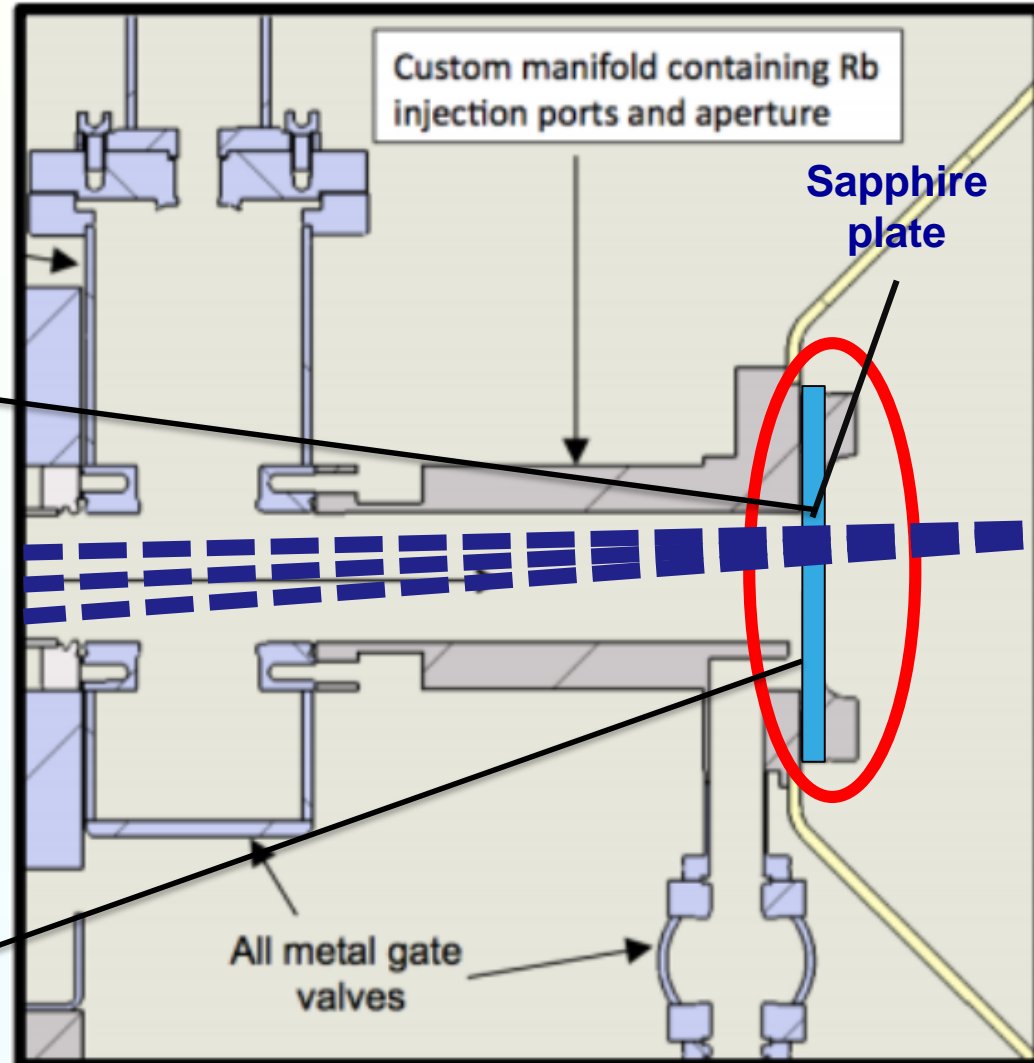 Custom manifold containing Rb
injection ports and aperture
Sapphire
plate
All metal gate
valves